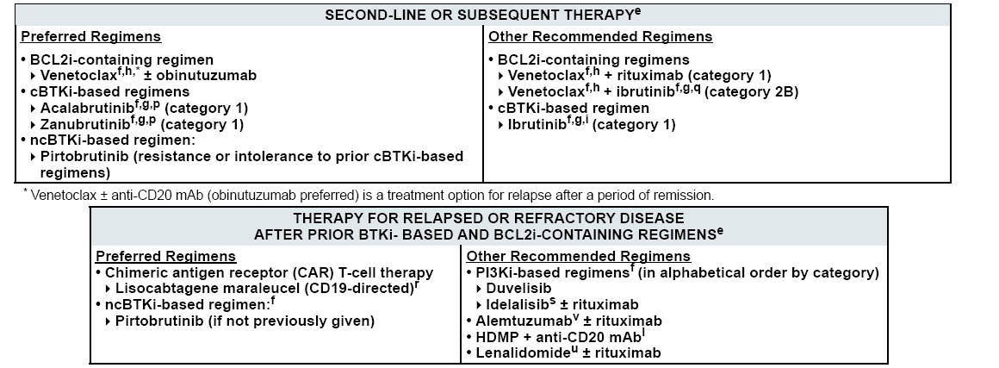 SECOND-LINE OR SUBSEQUENT THERAPYe
Preferred Regimens
• BCL2i-containing regimen
▸ Venetoclaxf,h,* ± obinutuzumab
• cBTKi-based regimens
▸ Acalabrutinibf,g,p (category 1)
▸ Zanubrutinibf,g,p (category 1)
• ncBTKi-based regimen:
▸ Pirtobrutinib (resistance or intolerance to prior cBTKi-based
regimens)
Other Recommended Regimens
• BCL2i-containing regimens
▸ Venetoclaxf,h + rituximab (category 1)
▸ Venetoclaxf,h + ibrutinibf,g,q (category 2B)
• cBTKi-based regimen
▸ Ibrutinibf,g,i (category 1)
* Venetoclax ± anti-CD20 mAb (obinutuzumab preferred) is a treatment option for relapse after a period of remission.
THERAPY FOR RELAPSED OR REFRACTORY DISEASE
AFTER PRIOR BTKi- BASED AND BCL2i-CONTAINING REGIMENSe
Preferred Regimens
• Chimeric antigen receptor (CAR) T-cell therapy
▸ Lisocabtagene maraleucel (CD19-directed)r
• ncBTKi-based regimen:f
▸ Pirtobrutinib (if not previously given)
Other Recommended Regimens
• PI3Ki-based regimensf (in alphabetical order by category)
▸ Duvelisib
▸ Idelalisibs ± rituximab
• Alemtuzumabv ± rituximab
• HDMP + anti-CD20 mAbl
• Lenalidomideu ± rituximab